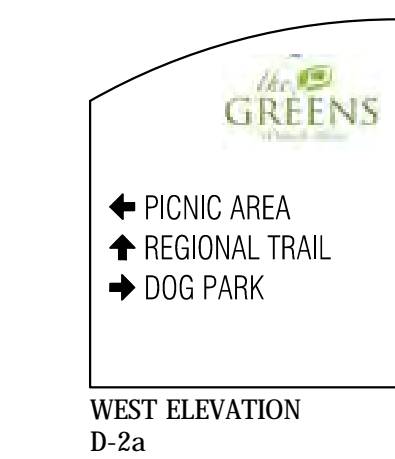 the
GREENS
← PICNIC AREA
↑ REGIONAL TRAIL
→ DOG PARK
WEST ELEVATION
D-2a